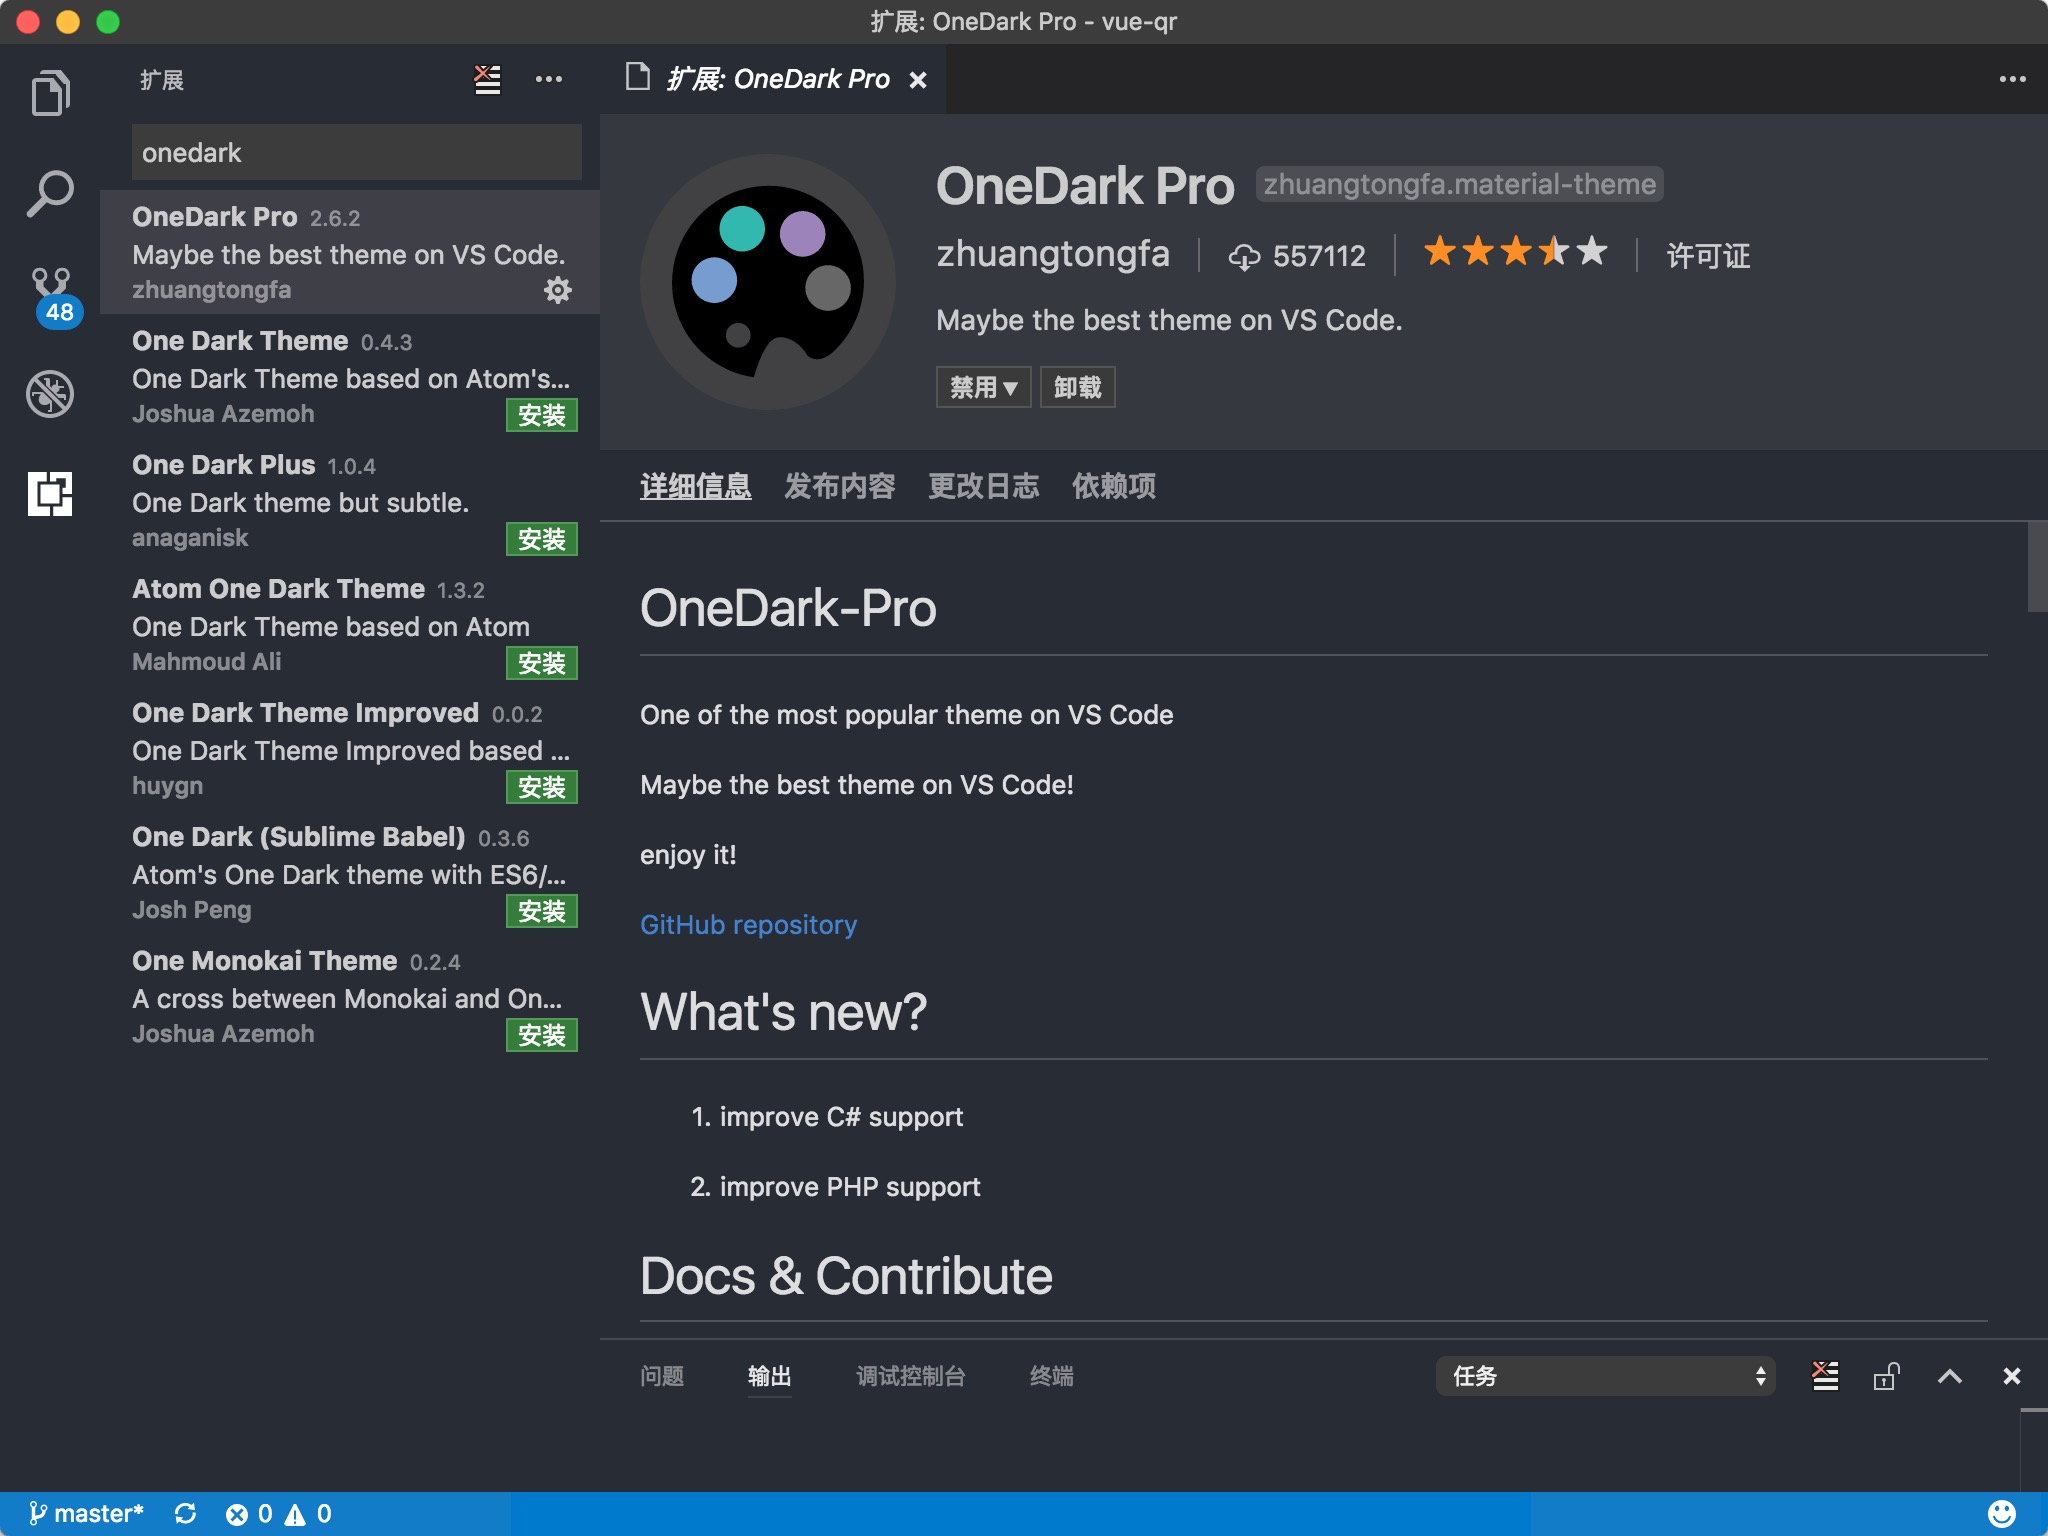 扩展: OneDark Pro - vue-qr
扩展
onedark
OneDark Pro 2.6.2
Maybe the best theme on VS Code.
zhuangtongfa
48
One Dark Theme 0.4.3
One Dark Theme based on Atom's...
Joshua Azemoh 安装
One Dark Plus 1.0.4
One Dark theme but subtle.
anaganisk 安装
Atom One Dark Theme 1.3.2
One Dark Theme based on Atom
Mahmoud Ali 安装
One Dark Theme Improved 0.0.2
One Dark Theme Improved based ...
huygn 安装
One Dark (Sublime Babel) 0.3.6
Atom's One Dark theme with ES6/...
Josh Peng 安装
One Monokai Theme 0.2.4
A cross between Monokai and On...
Joshua Azemoh 安装
扩展: OneDark Pro
OneDark Pro zhuangtongfa.material-theme
zhuangtongfa 557112 许可证
Maybe the best theme on VS Code.
禁用 卸载
详细信息 发布内容 更改日志 依赖项
OneDark-Pro
One of the most popular theme on VS Code
Maybe the best theme on VS Code!
enjoy it!
GitHub repository
What's new?
1. improve C# support
2. improve PHP support
Docs & Contribute
问题 输出 调试控制台 终端 任务
master* 0 0